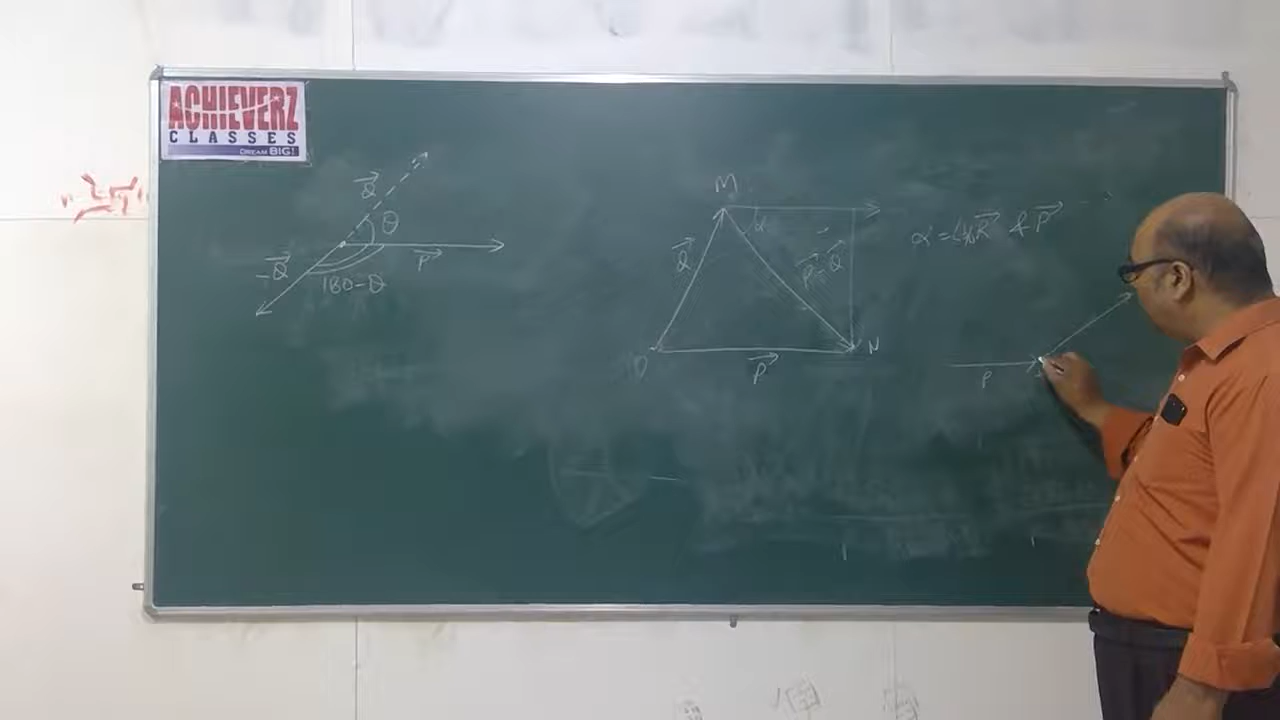 ACHIEVERZ
CLASSES
DREAM BIG!
Q⃗
θ
P⃗
-Q⃗
180-θ
M
α
Q⃗
P⃗-Q⃗
O
P⃗
N
α = ∠ b/w R⃗ & P⃗
P